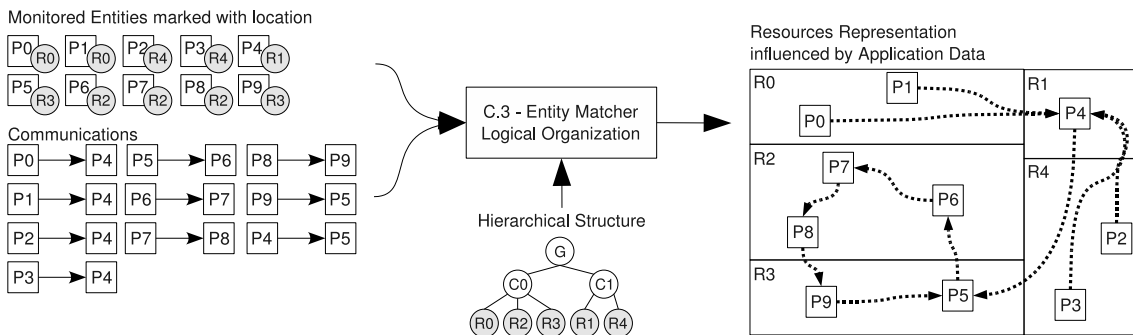 Monitored Entities marked with location
P0 R0 P1 R0 P2 R4 P3 R4 P4 R1
P5 R3 P6 R2 P7 R2 P8 R2 P9 R3
Communications
P0 P4 P5 P6 P8 P9
P1 P4 P6 P7 P9 P5
P2 P4 P7 P8 P4 P5
P3 P4
C.3 - Entity Matcher
Logical Organization
Hierarchical Structure
G
C0 C1
R0 R2 R3 R1 R4
Resources Representation
influenced by Application Data
R0 R1
P1
P0 P4
R2 R4
P7
P6
P8 P2
R3
P9 P5 P3